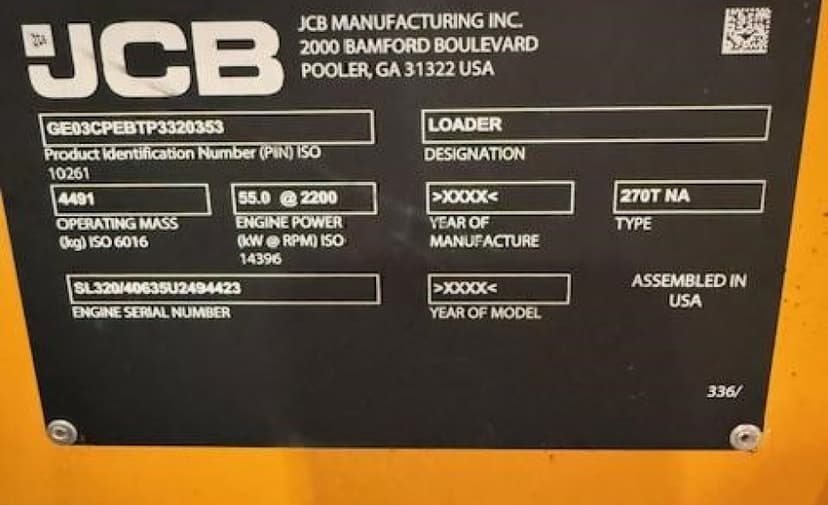 JCB
JCB MANUFACTURING INC.
2000 BAMFORD BOULEVARD
POOLER, GA 31322 USA
GE03CPEBTP3320353
Product Identification Number (PIN) ISO
10261
LOADER
DESIGNATION
4491
OPERATING MASS
(kg) ISO 6016
55.0 @ 2200
ENGINE POWER
(kW @ RPM) ISO
14396
>XXXX<
YEAR OF
MANUFACTURE
270T NA
TYPE
SL320/40635U2494423
ENGINE SERIAL NUMBER
>XXXX<
YEAR OF MODEL
ASSEMBLED IN
USA
336/